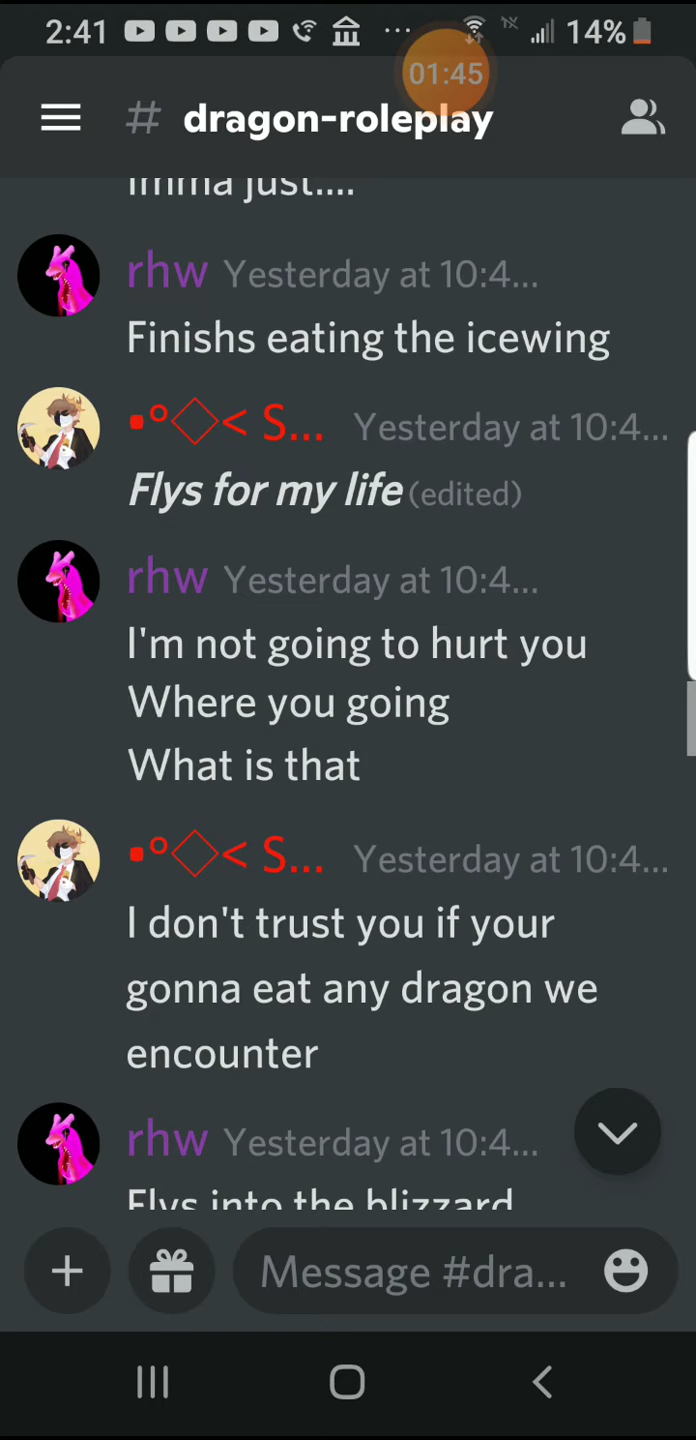 2:41 ... 14%
01:45
# dragon-roleplay
Imma just....
rhw Yesterday at 10:4...
Finishs eating the icewing
▪°◇< S... Yesterday at 10:4...
Flys for my life (edited)
rhw Yesterday at 10:4...
I'm not going to hurt you
Where you going
What is that
▪°◇< S... Yesterday at 10:4...
I don't trust you if your
gonna eat any dragon we
encounter
rhw Yesterday at 10:4...
Flys into the blizzard
Message #dra...